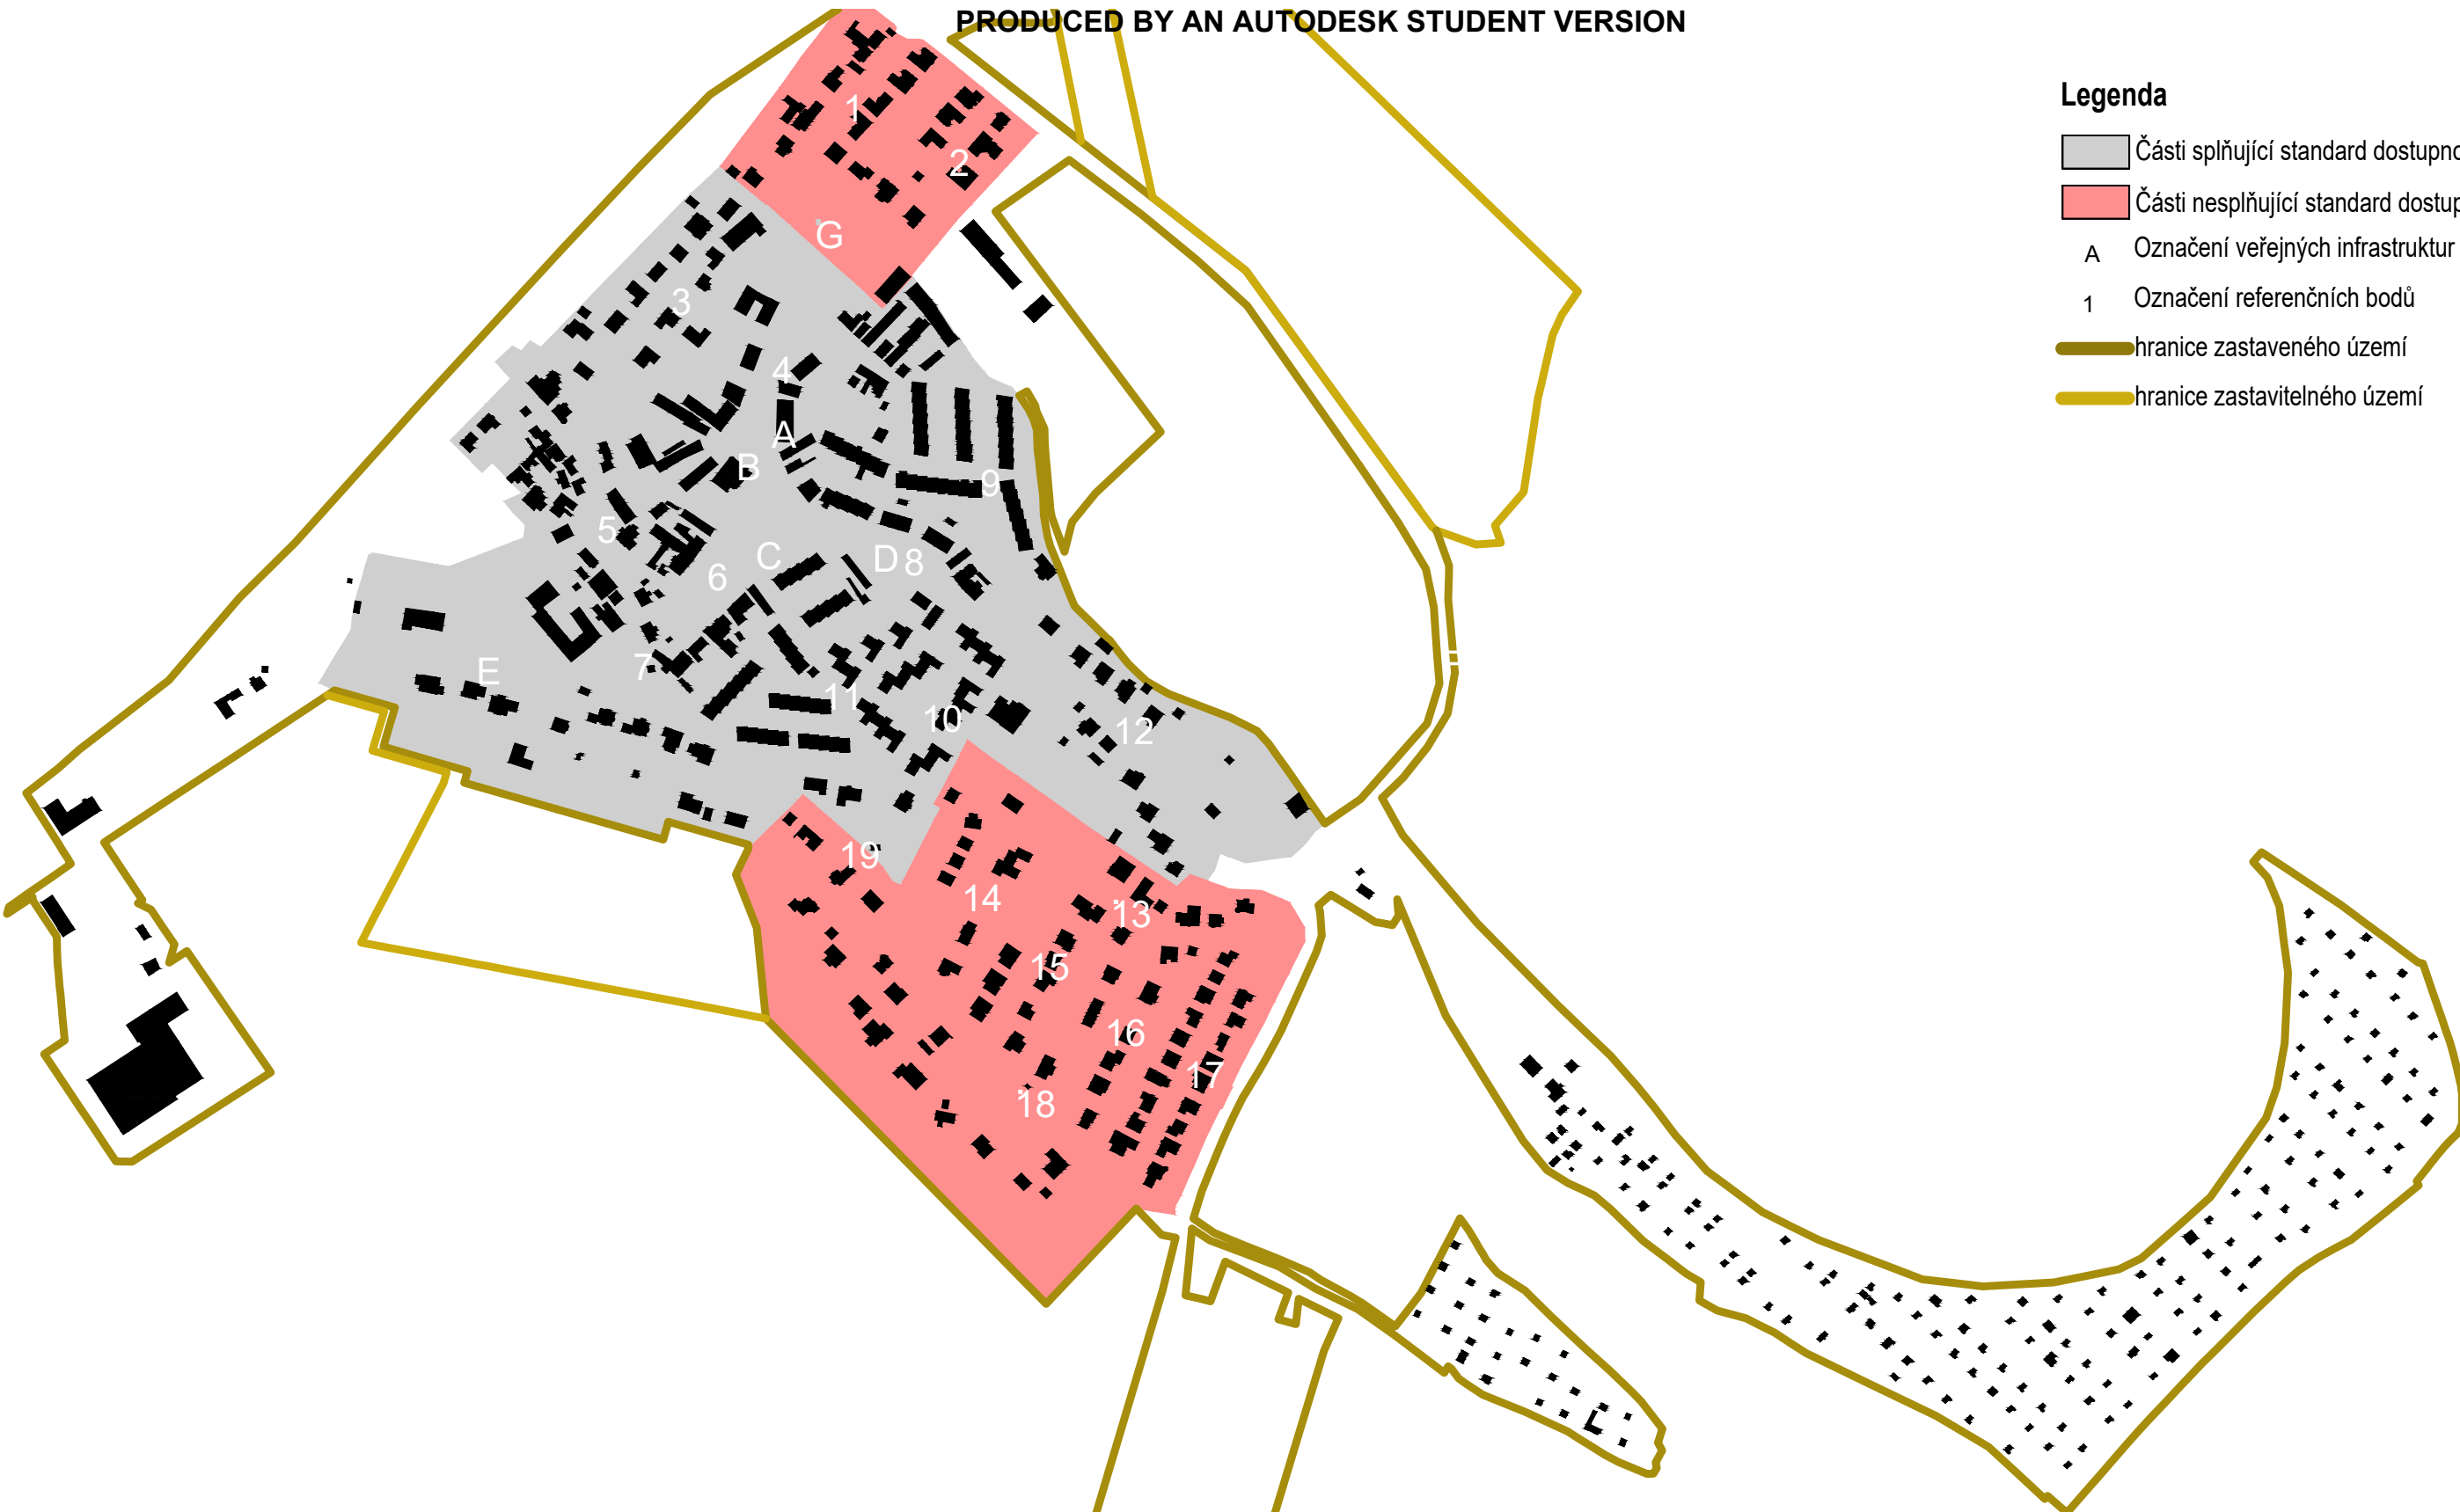 PRODUCED BY AN AUTODESK STUDENT VERSION
Legenda
Části splňující standard
Části nesplňující standard
A Označení veřejných infrastruktur
1 Označení referenčních bodů
hranice zastaveného území
hranice zastavitelného území
1
2
G
3
4
A
B
9
5
C
D 8
6
7
E
11
10
12
19
14
13
15
16
17
18